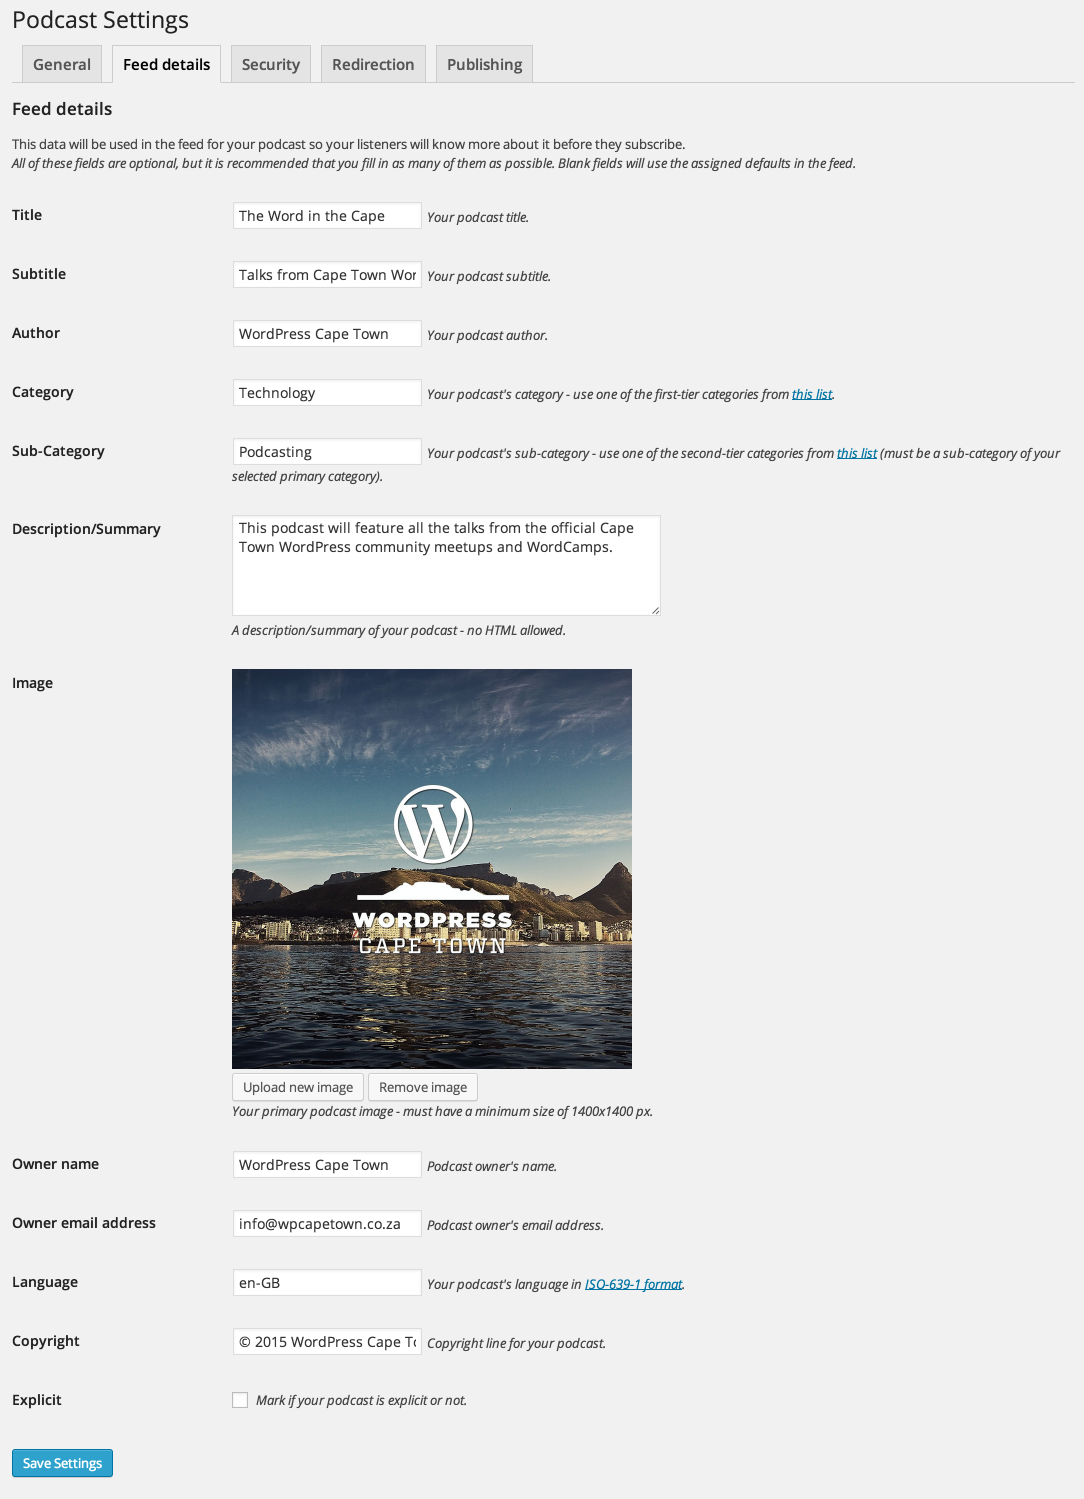 Podcast Settings
General Feed details Security Redirection Publishing
Feed details
This data will be used in the feed for your podcast so your listeners will know more about it before they subscribe.
All of these fields are optional, but it is recommended that you fill in as many of them as possible. Blank fields will use the assigned defaults in the feed.
Title The Word in the Cape Your podcast title.
Subtitle Talks from Cape Town Wor Your podcast subtitle.
Author WordPress Cape Town Your podcast author.
Category Technology Your podcast's category - use one of the first-tier categories from this list.
Sub-Category Podcasting Your podcast's sub-category - use one of the second-tier categories from this list (must be a sub-category of your
selected primary category).
Description/Summary This podcast will feature all the talks from the official Cape
Town WordPress community meetups and WordCamps.
A description/summary of your podcast - no HTML allowed.
Image
W
WORDPRESS
CAPE TOWN
Upload new image Remove image
Your primary podcast image - must have a minimum size of 1400x1400 px.
Owner name WordPress Cape Town Podcast owner's name.
Owner email address info@wpcapetown.co.za Podcast owner's email address.
Language en-GB Your podcast's language in ISO-639-1 format.
Copyright © 2015 WordPress Cape To Copyright line for your podcast.
Explicit Mark if your podcast is explicit or not.
Save Settings